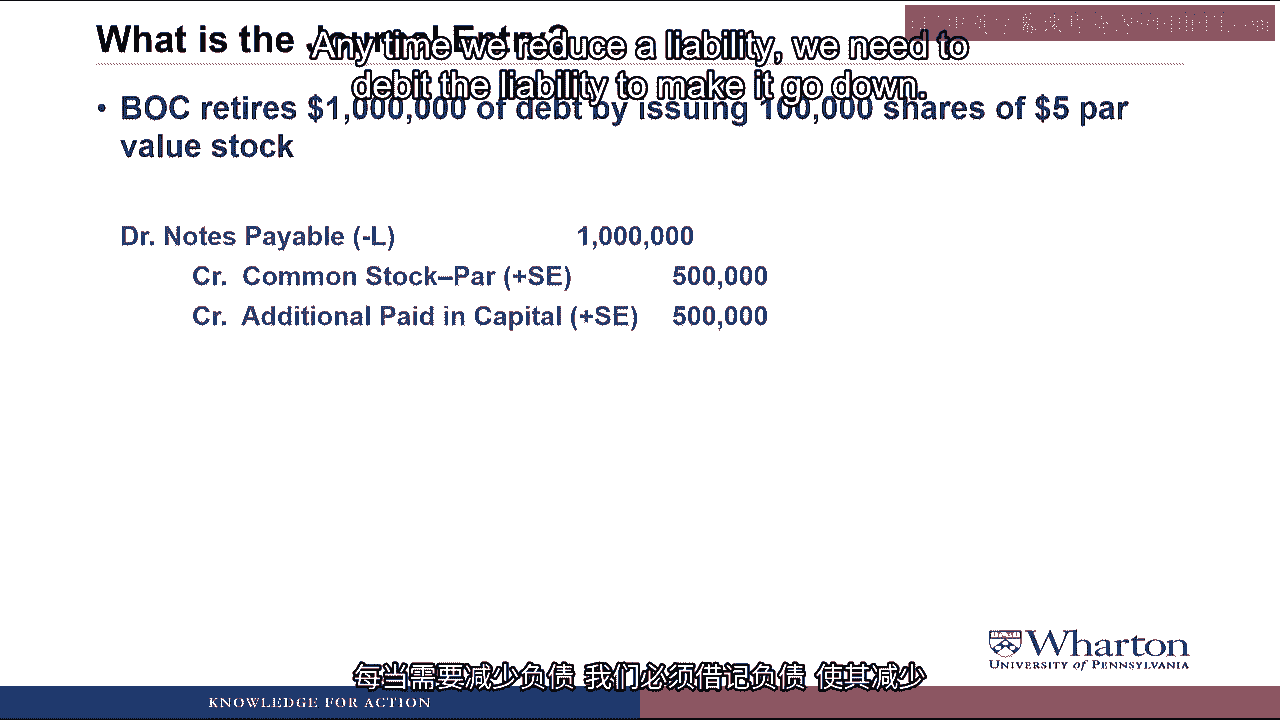 What is the Journal Entry?
Any time we reduce a liability, we need to
debit the liability to make it go down.
• BOC retires $1,000,000 of debt by issuing 100,000 shares of $5 par
value stock
Dr. Notes Payable (-L) 1,000,000
Cr. Common Stock–Par (+SE) 500,000
Cr. Additional Paid in Capital (+SE) 500,000
每当需要减少负债 我们必须借记负债 使其减少
Wharton
UNIVERSITY of PENNSYLVANIA
KNOWLEDGE FOR ACTION